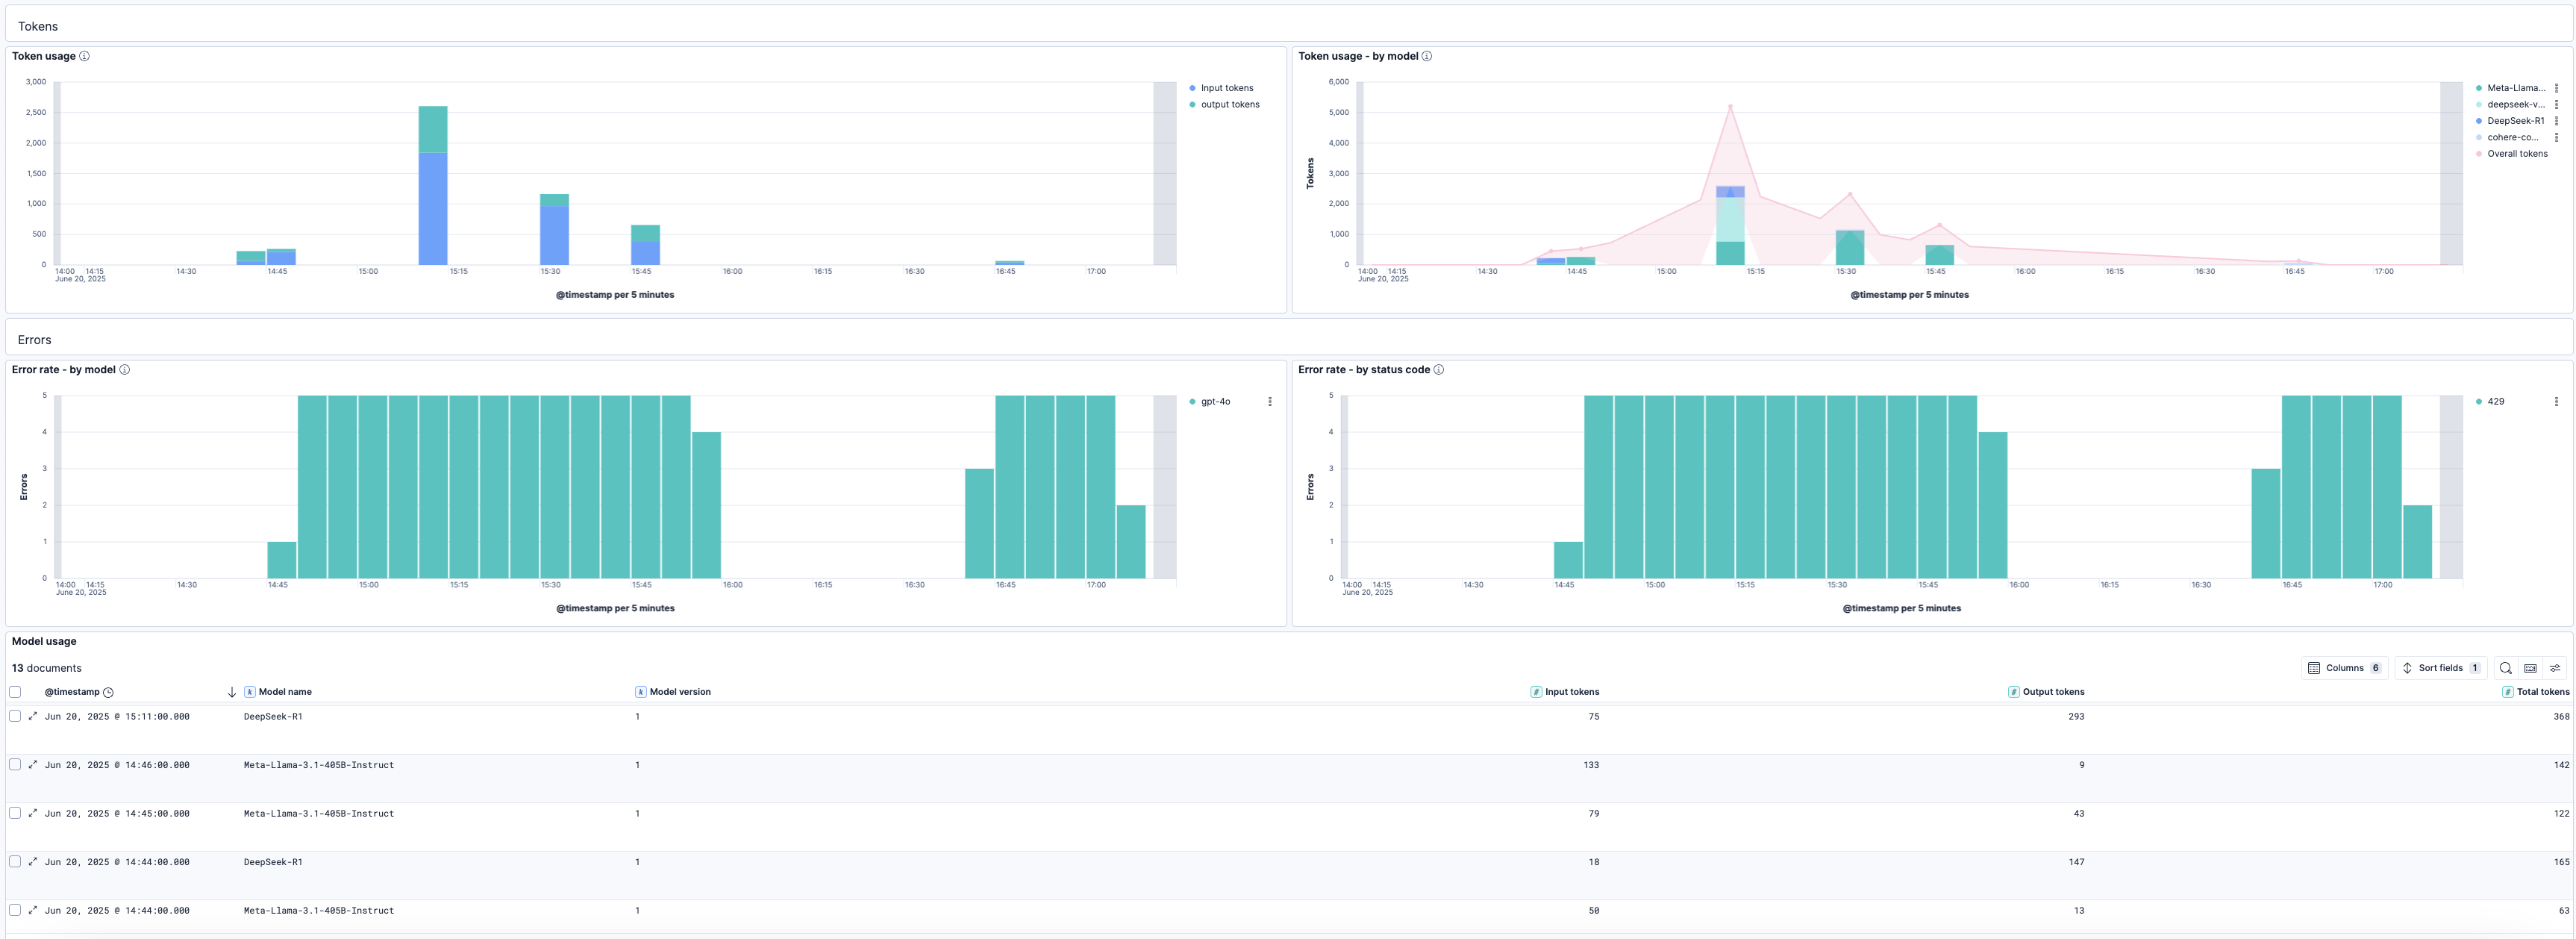 Tokens
Token usage
3,000
2,500
2,000
1,500
1,000
500
0
14:00 14:15 14:30 14:45 15:00 15:15 15:30 15:45 16:00 16:15 16:30 16:45 17:00
June 20, 2025
@timestamp per 5 minutes
Input tokens
output tokens
Token usage - by model
Tokens
6,000
5,000
4,000
3,000
2,000
1,000
0
14:00 14:15 14:30 14:45 15:00 15:15 15:30 15:45 16:00 16:15 16:30 16:45 17:00
June 20, 2025
@timestamp per 5 minutes
Meta-Llama...
deepseek-v...
DeepSeek-R1
cohere-co...
Overall tokens
Errors
Error rate - by model
Errors
5
4
3
2
1
0
14:00 14:15 14:30 14:45 15:00 15:15 15:30 15:45 16:00 16:15 16:30 16:45 17:00
June 20, 2025
@timestamp per 5 minutes
gpt-4o
Error rate - by status code
Errors
5
4
3
2
1
0
14:00 14:15 14:30 14:45 15:00 15:15 15:30 15:45 16:00 16:15 16:30 16:45 17:00
June 20, 2025
@timestamp per 5 minutes
429
Model usage
13 documents
Columns 6 Sort fields 1
@timestamp k Model name k Model version # Input tokens # Output tokens # Total tokens
Jun 20, 2025 @ 15:11:00.000 DeepSeek-R1 1 75 293 368
Jun 20, 2025 @ 14:46:00.000 Meta-Llama-3.1-405B-Instruct 1 133 9 142
Jun 20, 2025 @ 14:45:00.000 Meta-Llama-3.1-405B-Instruct 1 79 43 122
Jun 20, 2025 @ 14:44:00.000 DeepSeek-R1 1 18 147 165
Jun 20, 2025 @ 14:44:00.000 Meta-Llama-3.1-405B-Instruct 1 50 13 63